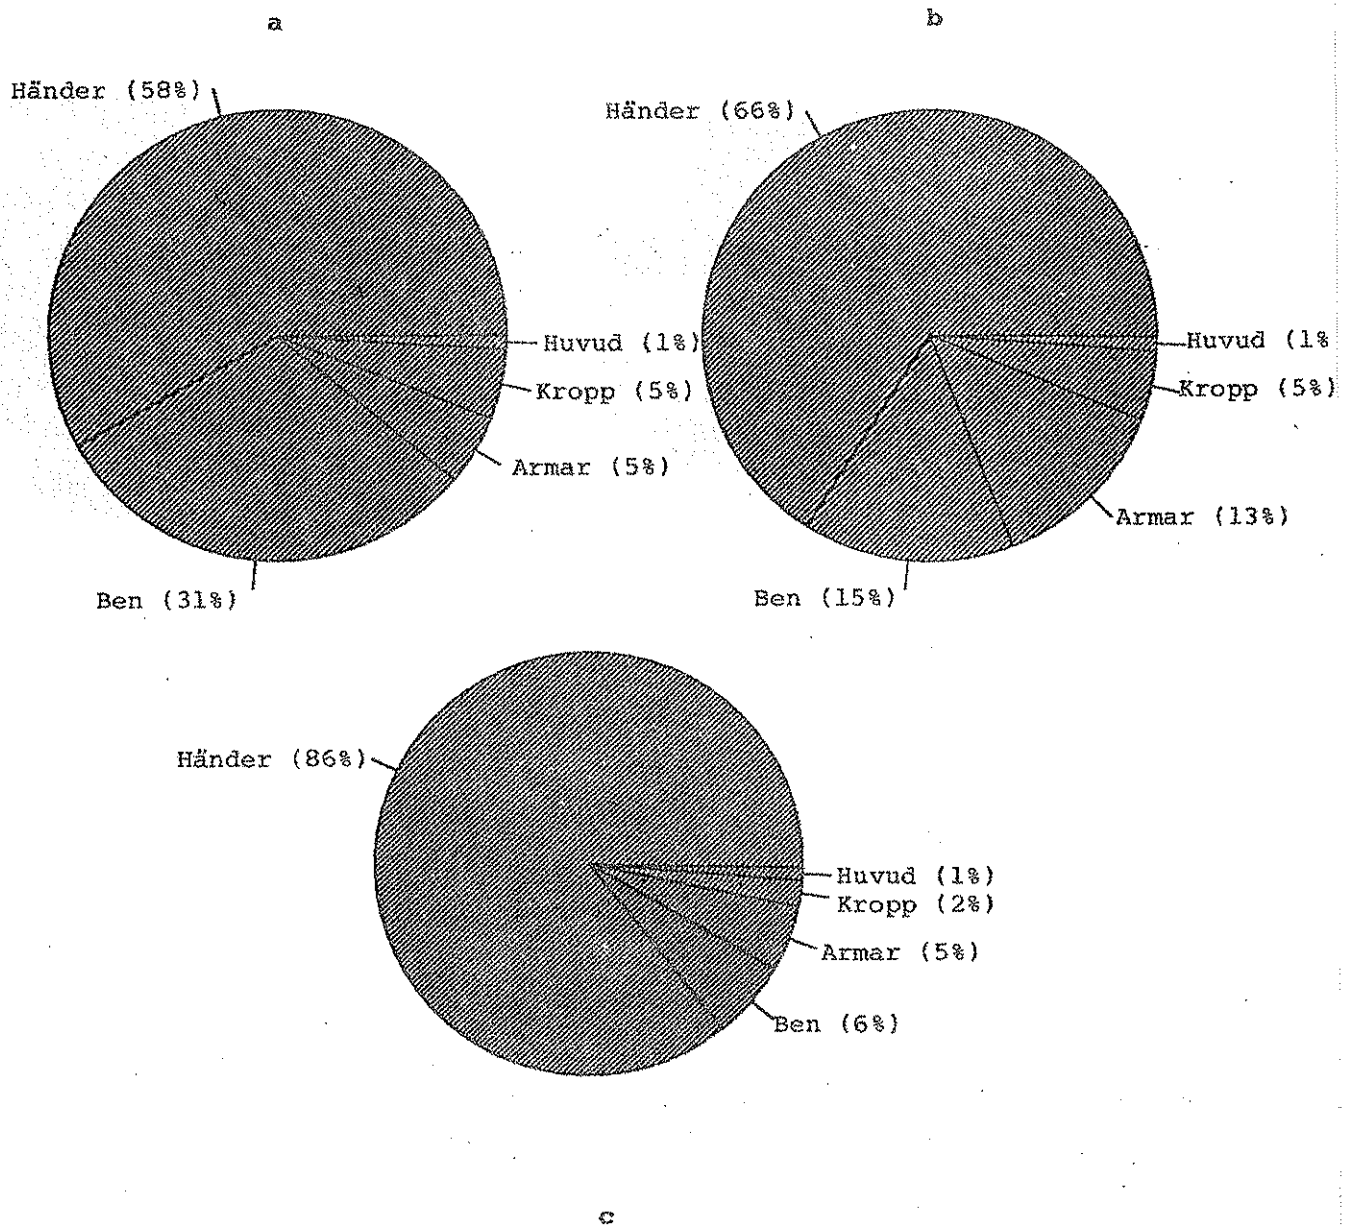 a
Händer (58%)
Huvud (1%)
Kropp (5%)
Armar (5%)
Ben (31%)
b
Händer (66%)
Huvud (1%
Kropp (5%)
Armar (13%)
Ben (15%)
Händer (86%)
Huvud (1%)
Kropp (2%)
Armar (5%)
Ben (6%)
c